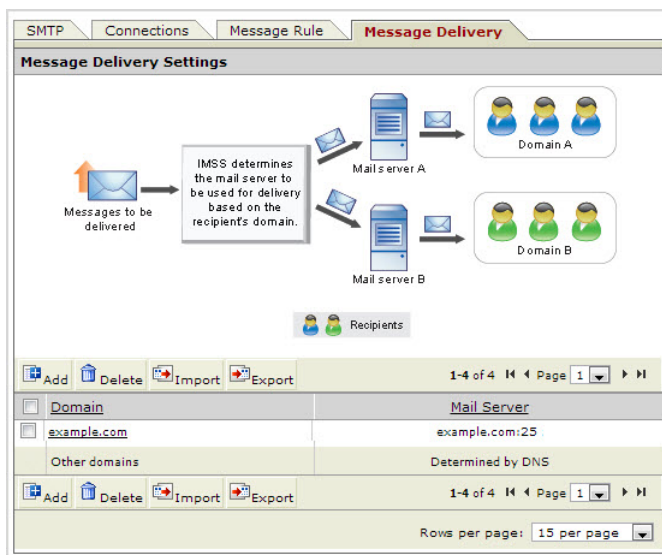 SMTP Connections Message Rule Message Delivery
Message Delivery Settings
IMSS determines
the mail server to
be used for delivery
based on the
recipient's domain.
Messages to be
delivered
Mail server A
Domain A
Mail server B
Domain B
Recipients
Add Delete Import Export 1-4 of 4 Page 1
Domain Mail Server
example.com example.com:25
Other domains Determined by DNS
Add Delete Import Export 1-4 of 4 Page 1
Rows per page: 15 per page